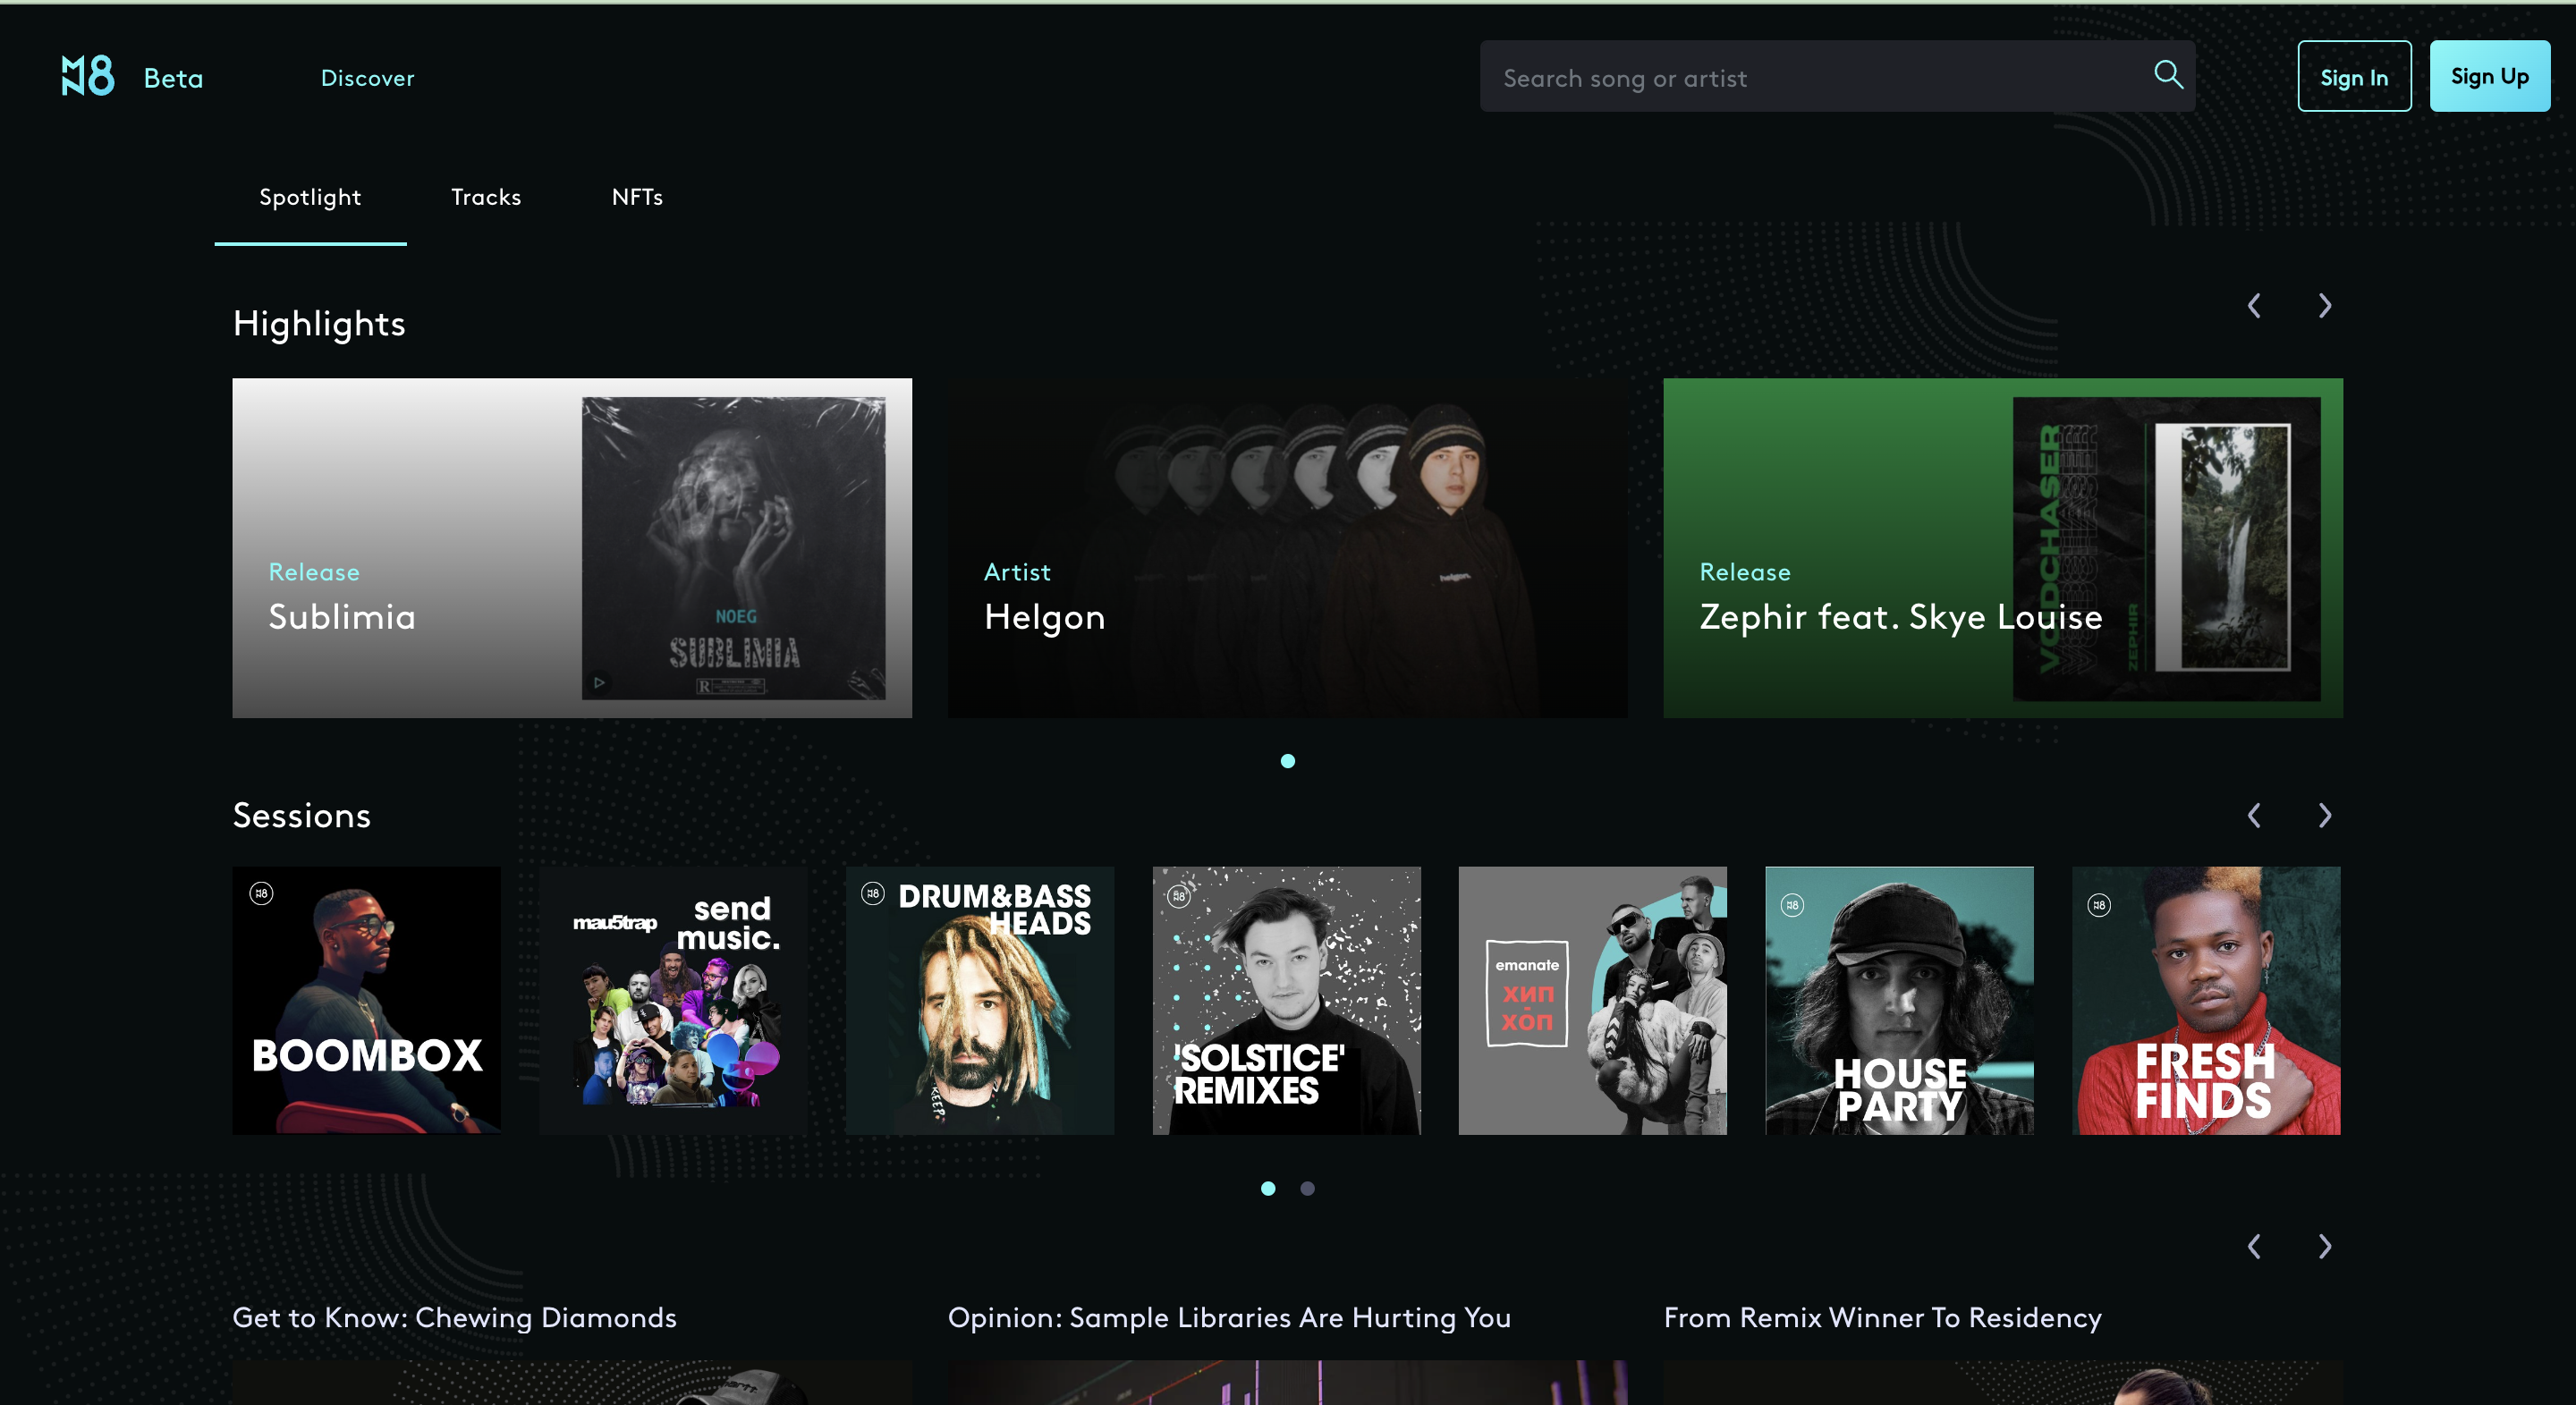 M8
Beta
Discover
Search song or artist
Sign In
Sign Up
Spotlight
Tracks
NFTs
Highlights
Release
Sublimia
NOEG
SUBLIMIA
R
Artist
Helgon
helgon.
Release
Zephir feat. Skye Louise
VOIDCHASER
ZEPHIR
Sessions
BOOMBOX
mau5trap
send
music.
DRUM&BASS
HEADS
KEEP
'SOLSTICE'
REMIXES
emanate
ХИП
-
ХОП
HOUSE
PARTY
FRESH
FINDS
Get to Know: Chewing Diamonds
Opinion: Sample Libraries Are Hurting You
From Remix Winner To Residency